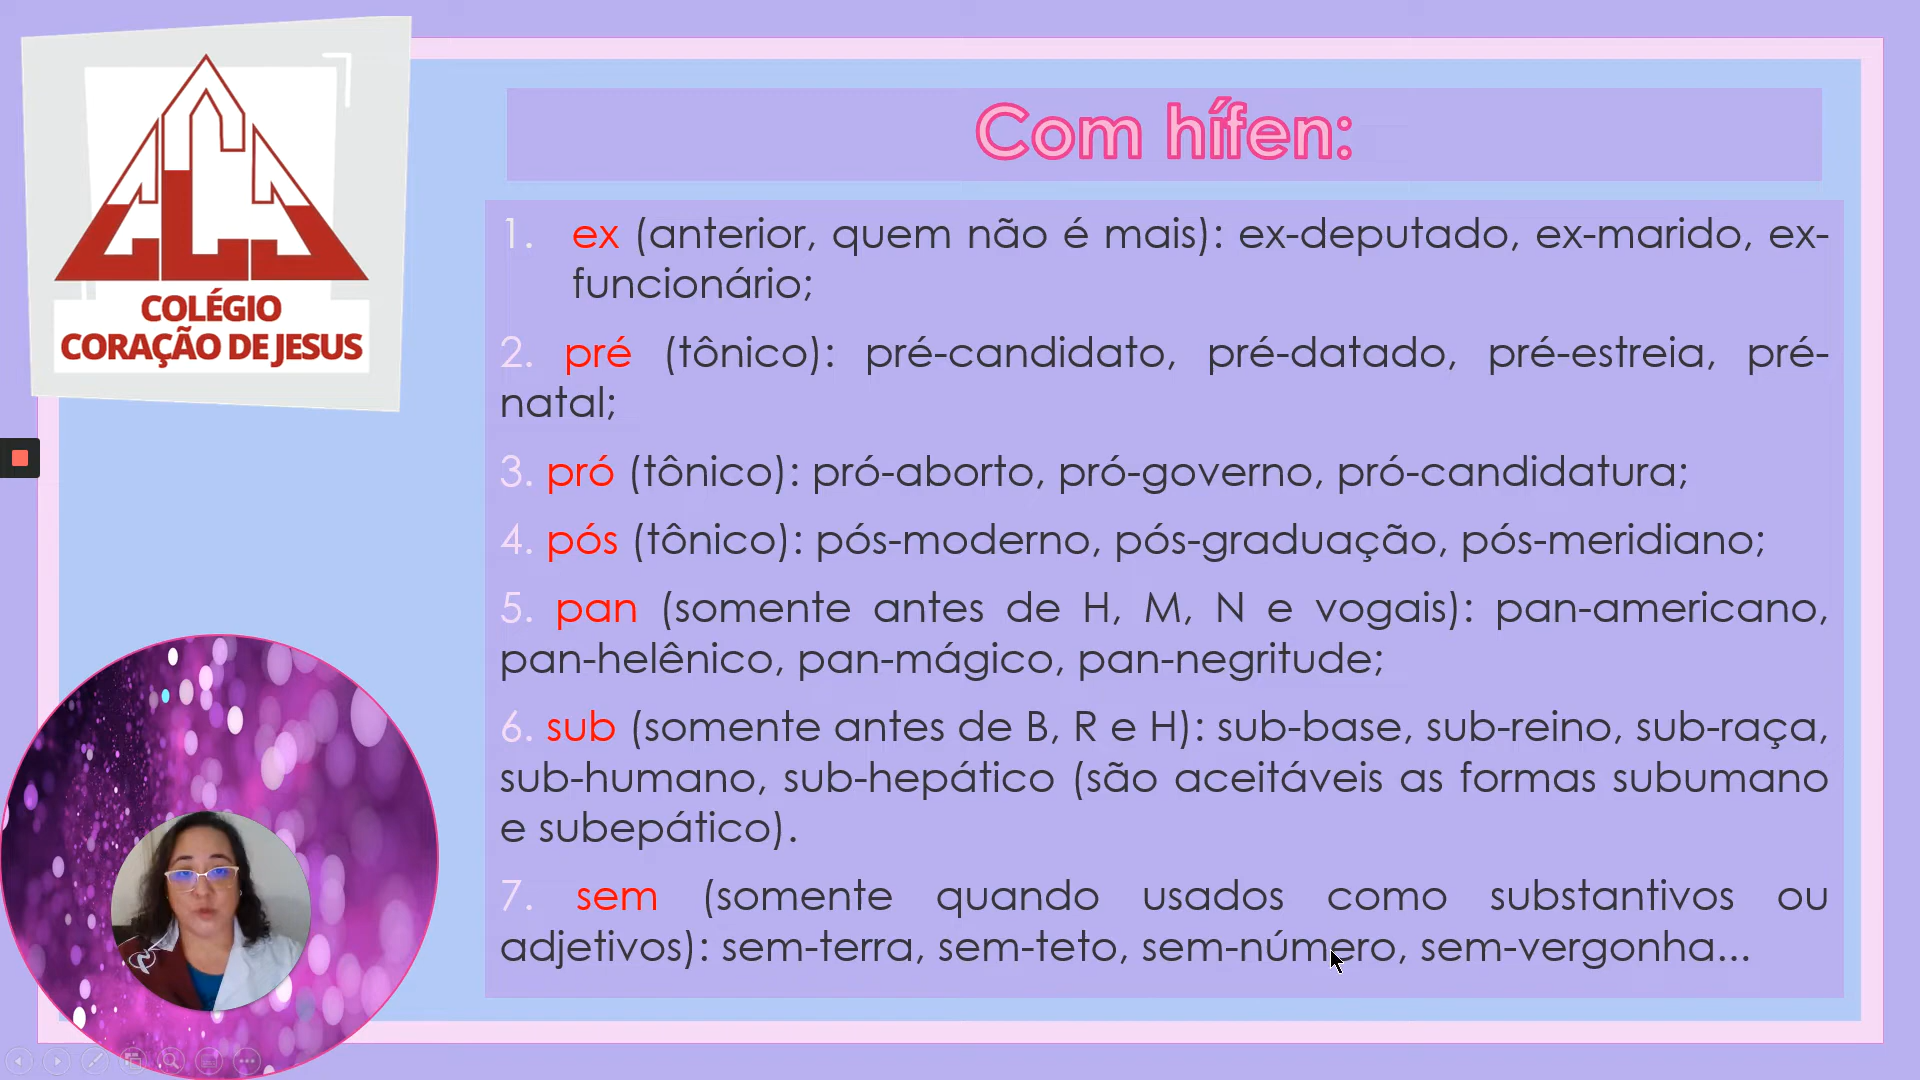 COLÉGIO
CORAÇÃO DE JESUS
Com hífen:
1. ex (anterior, quem não é mais): ex-deputado, ex-marido, ex-
funcionário;
2. pré (tônico): pré-candidato, pré-datado, pré-estreia, pré-
natal;
3. pró (tônico): pró-aborto, pró-governo, pró-candidatura;
4. pós (tônico): pós-moderno, pós-graduação, pós-meridiano;
5. pan (somente antes de H, M, N e vogais): pan-americano,
pan-helênico, pan-mágico, pan-negritude;
6. sub (somente antes de B, R e H): sub-base, sub-reino, sub-raça,
sub-humano, sub-hepático (são aceitáveis as formas subumano
e subepático).
7. sem (somente quando usados como substantivos ou
adjetivos): sem-terra, sem-teto, sem-número, sem-vergonha...